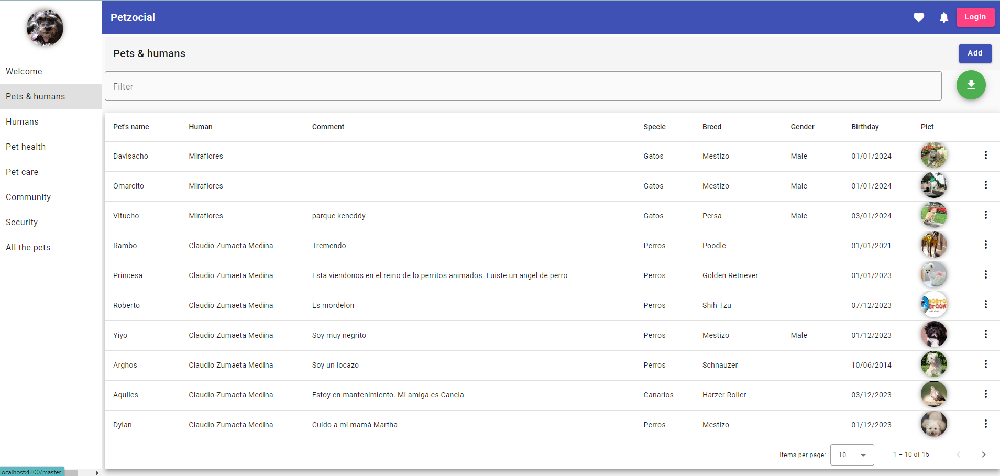 Petzocial
Login
Welcome
Pets & humans
Humans
Pet health
Pet care
Community
Security
All the pets
Pets & humans
Add
Filter
Pet's name Human Comment Specie Breed Gender Birthday Pict
Davisacho Miraflores Gatos Mestizo Male 01/01/2024
Omarcito Miraflores Gatos Mestizo Male 01/01/2024
Vitucho Miraflores parque keneddy Gatos Persa Male 03/01/2024
Rambo Claudio Zumaeta Medina Tremendo Perros Poodle 01/01/2021
Princesa Claudio Zumaeta Medina Esta viendonos en el reino de lo perritos animados. Fuiste un angel de perro Perros Golden Retriever 01/01/2023
Roberto Claudio Zumaeta Medina Es mordelon Perros Shih Tzu 07/12/2023
Yiyo Claudio Zumaeta Medina Soy muy negrito Perros Mestizo Male 01/12/2023
Arghos Claudio Zumaeta Medina Soy un locazo Perros Schnauzer 10/06/2014
Aquiles Claudio Zumaeta Medina Estoy en mantenimiento. Mi amiga es Canela Canarios Harzer Roller 03/12/2023
Dylan Claudio Zumaeta Medina Cuido a mi mamá Martha Perros Mestizo 01/12/2023
Items per page: 10 1 – 10 of 15
localhost:4200/master